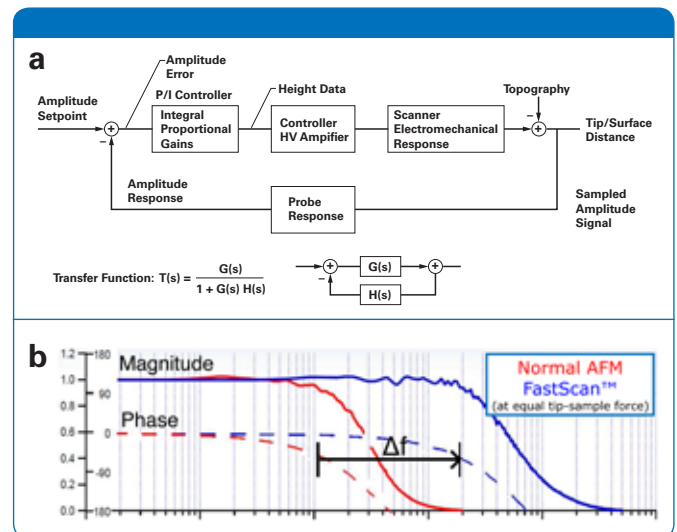 a
Amplitude
Error
P/I Controller
Height Data
Topography
Amplitude
Setpoint
Integral
Proportional
Gains
Controller
HV Ampifier
Scanner
Electromechanical
Response
Tip/Surface
Distance
+
–
+
–
Amplitude
Response
Probe
Response
Sampled
Amplitude
Signal
Transfer Function: T(s) =
G(s)
1 + G(s) H(s)
+
–
G(s)
+
H(s)
b
Magnitude
Phase
Δf
Normal AFM
FastScan™
(at equal tip-sample force)
1.2
1.0
0.8
0.6
0.4
0.2
0.0
180
90
0
-90
-180